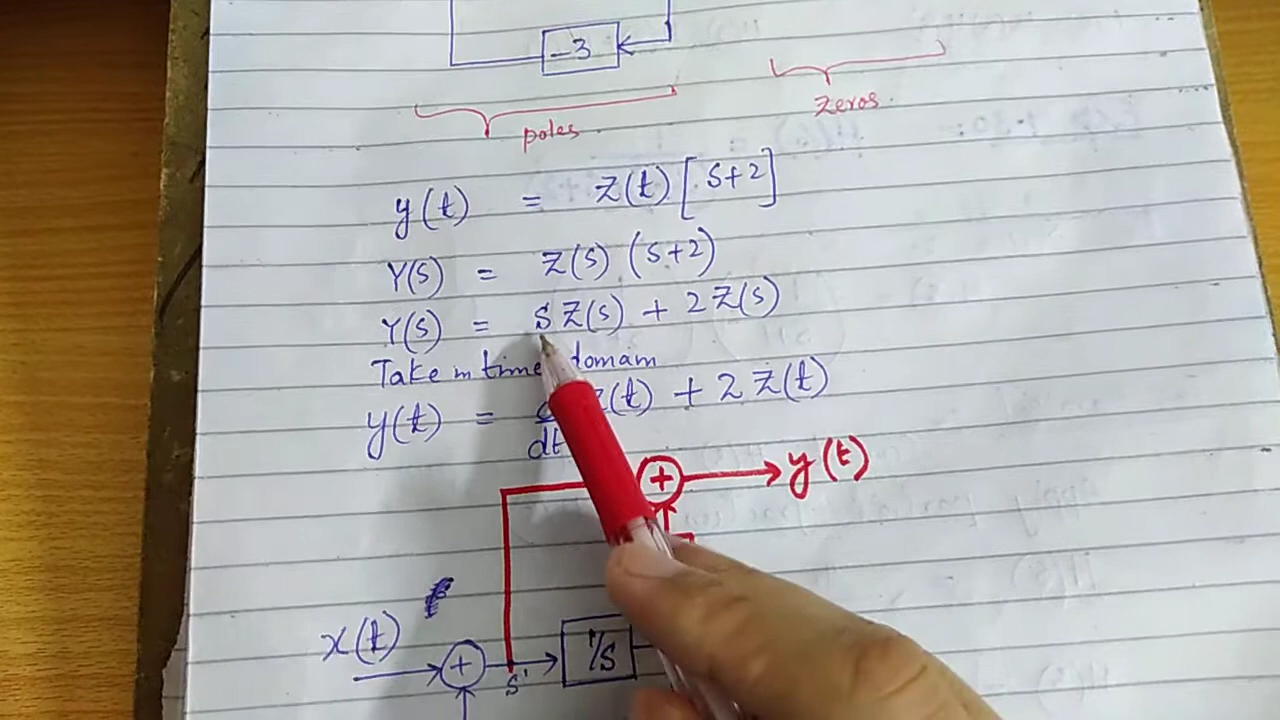 -3
poles
zeros.
y(t) = z(t) [s+2]
Y(s) = z(s) (s+2)
Y(s) = s z(s) + 2 z(s)
Take in time domain
y(t) = z(t) + 2 z(t)
dt
+ y(t)
x(t)
+ s' 1/s